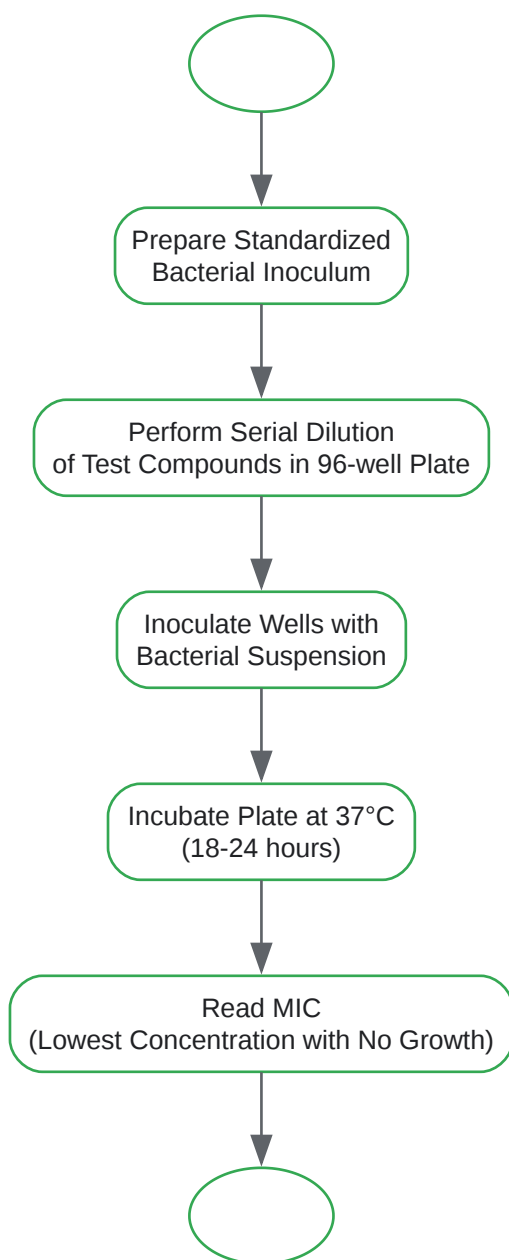 Prepare Standardized
Bacterial Inoculum
Perform Serial Dilution
of Test Compounds in 96-well Plate
Inoculate Wells with
Bacterial Suspension
Incubate Plate at 37°C
(18-24 hours)
Read MIC
(Lowest Concentration with No Growth)